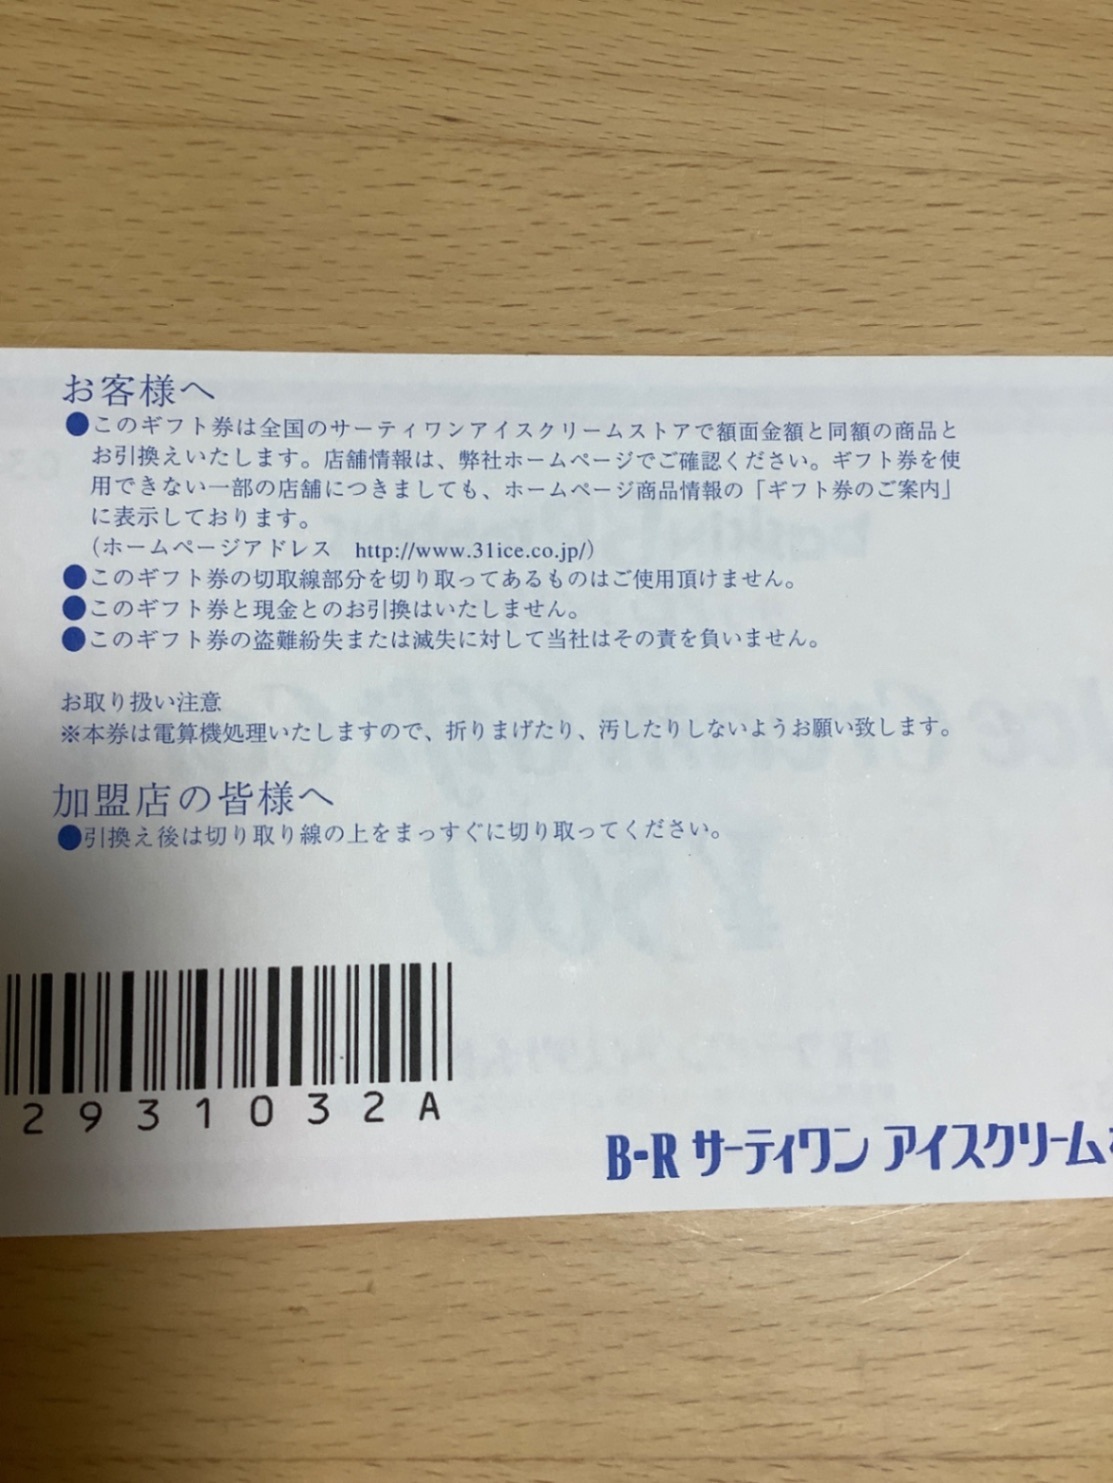 お客様へ
●このギフト券は全国のサーティワンアイスクリームストアで額面金額と同額の商品と
お引換えいたします。店舗情報は、弊社ホームページでご確認ください。ギフト券を使
用できない一部の店舗につきましても、ホームページ商品情報の「ギフト券のご案内」
に表示しております。
（ホームページアドレス　http://www.31ice.co.jp/）
●このギフト券の切取線部分を切り取ってあるものはご使用頂けません。
●このギフト券と現金とのお引換はいたしません。
●このギフト券の盗難紛失または滅失に対して当社はその責を負いません。
お取り扱い注意
※本券は電算機処理いたしますので、折りまげたり、汚したりしないようお願い致します。
加盟店の皆様へ
●引換え後は切り取り線の上をまっすぐに切り取ってください。
2931032A
B-R サーティワン アイスクリーム